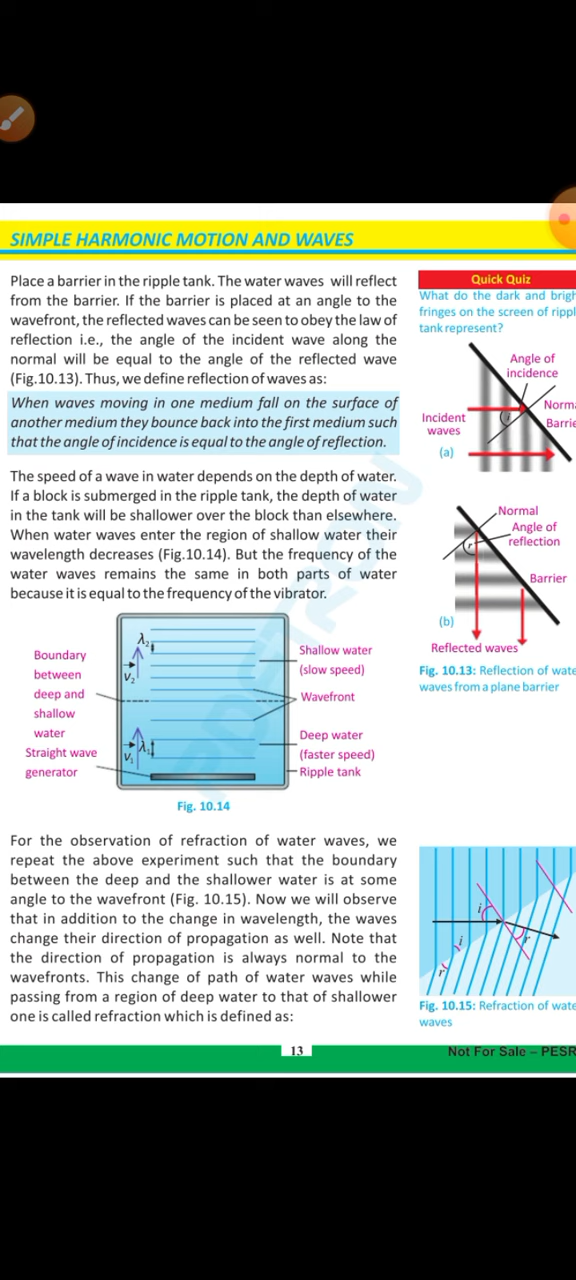 SIMPLE HARMONIC MOTION AND WAVES
Place a barrier in the ripple tank. The water waves will reflect
from the barrier. If the barrier is placed at an angle to the
wavefront, the reflected waves can be seen to obey the law of
reflection i.e., the angle of the incident wave along the
normal will be equal to the angle of the reflected wave
(Fig.10.13). Thus, we define reflection of waves as:
When waves moving in one medium fall on the surface of
another medium they bounce back into the first medium such
that the angle of incidence is equal to the angle of reflection.
The speed of a wave in water depends on the depth of water.
If a block is submerged in the ripple tank, the depth of water
in the tank will be shallower over the block than elsewhere.
When water waves enter the region of shallow water their
wavelength decreases (Fig.10.14). But the frequency of the
water waves remains the same in both parts of water
because it is equal to the frequency of the vibrator.
Boundary
between
deep and
shallow
water
Straight wave
generator
λ₂
v₂
λ₁
v₁
Shallow water
(slow speed)
Wavefront
Deep water
(faster speed)
Ripple tank
Fig. 10.14
For the observation of refraction of water waves, we
repeat the above experiment such that the boundary
between the deep and the shallower water is at some
angle to the wavefront (Fig. 10.15). Now we will observe
that in addition to the change in wavelength, the waves
change their direction of propagation as well. Note that
the direction of propagation is always normal to the
wavefronts. This change of path of water waves while
passing from a region of deep water to that of shallower
one is called refraction which is defined as:
Quick Quiz
What do the dark and brigh
fringes on the screen of rippl
tank represent?
Angle of
incidence
Norma
Barrie
Incident
waves
i
(a)
Normal
Angle of
reflection
r
Barrier
(b)
Reflected waves
Fig. 10.13: Reflection of wate
waves from a plane barrier
i
r
i
r
Fig. 10.15: Refraction of wate
waves
13
Not For Sale – PESR